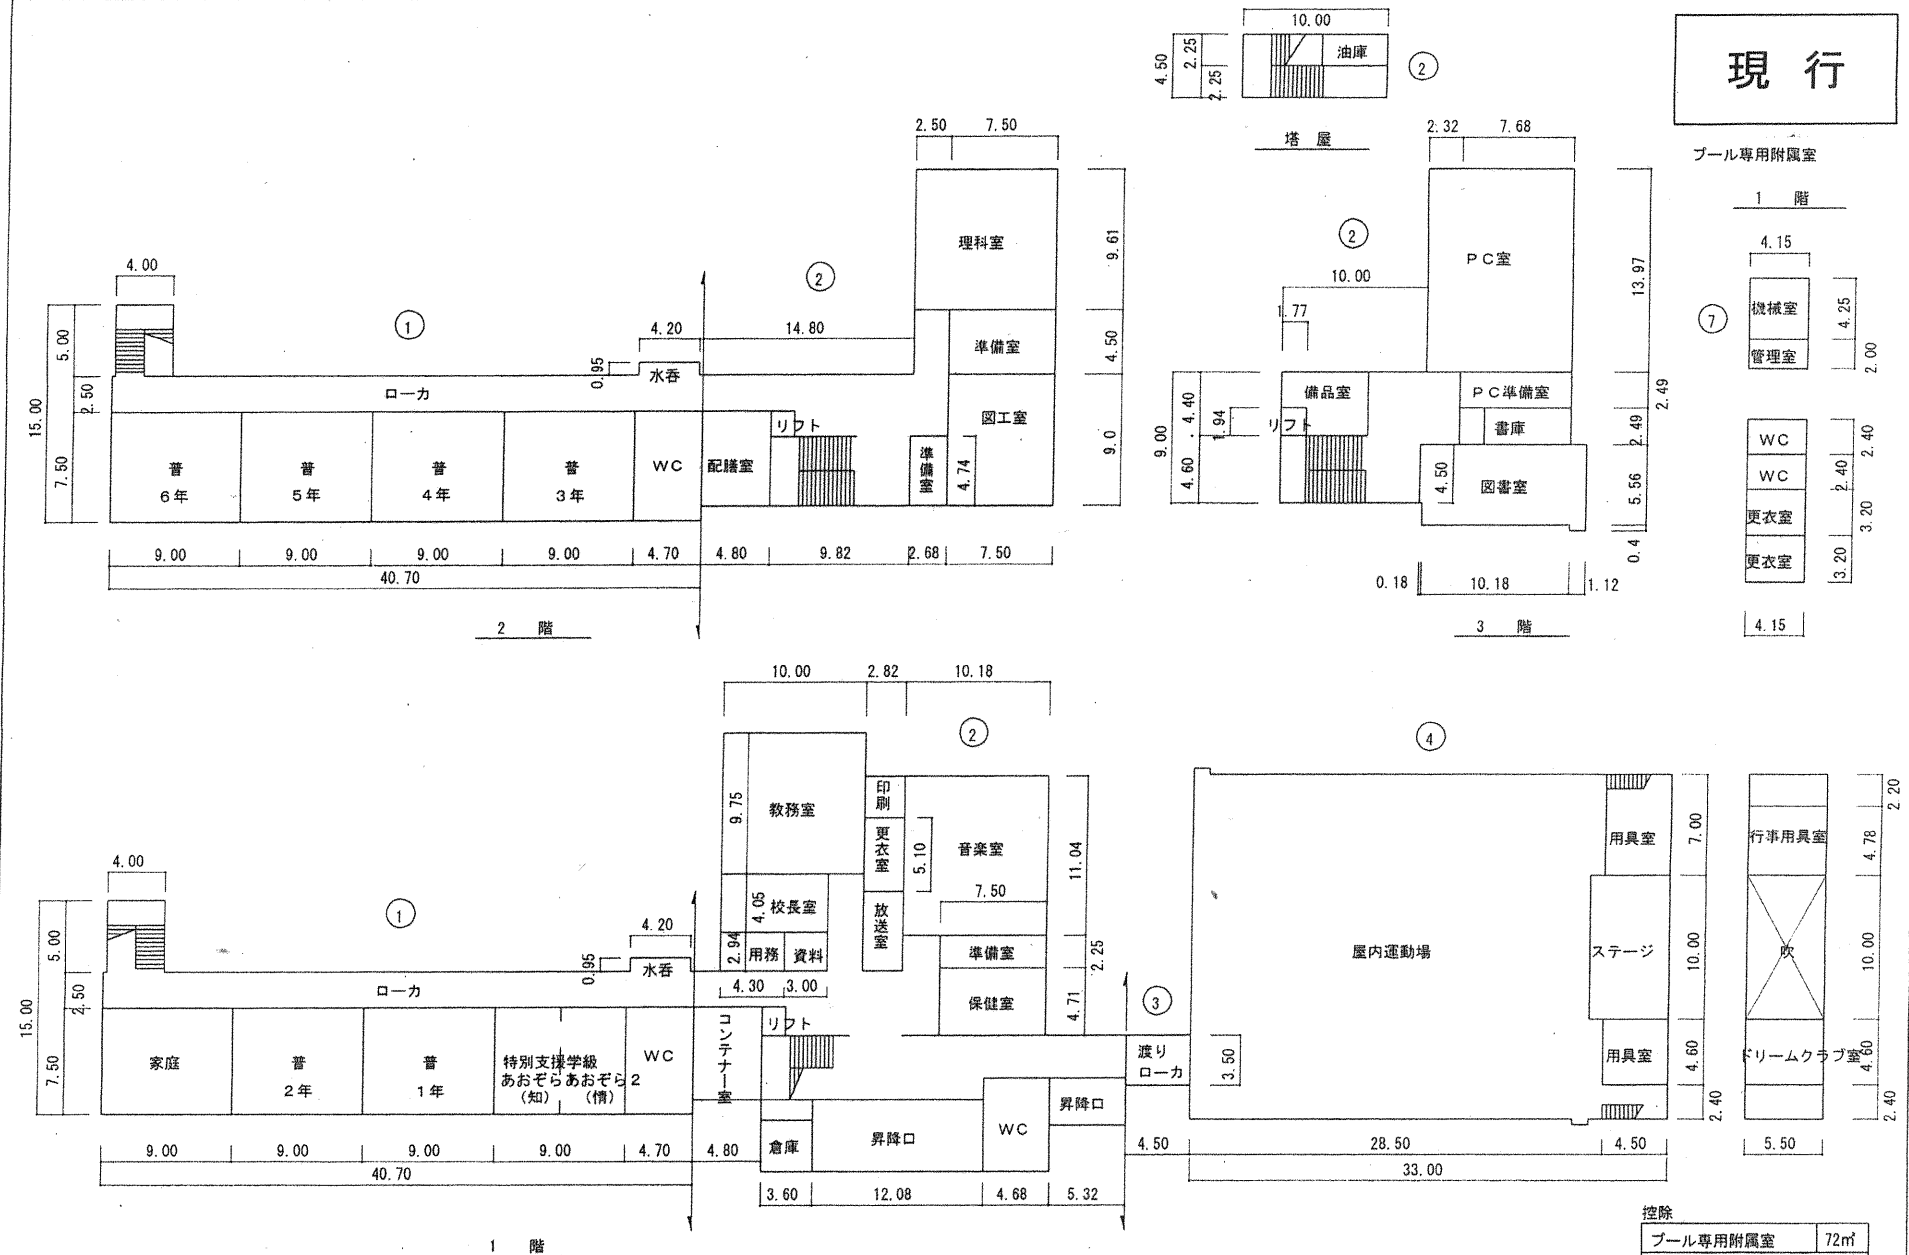 現 行
10.00
4.50
2.25
2.25
油庫
2
塔 屋
プール専用附属室
1 階
4.15
7
機械室
管理室
4.25
2.00
WC
WC
更衣室
更衣室
2.40
2.40
3.20
3.20
4.15
2.50 7.50
理科室
準備室
図工室
準備室
9.61
4.50
9.0
4.74
4.00
1
2
4.20 14.80
0.95
水呑
5.00
2.50
15.00
7.50
ローカ
リフト
普 6年
普 5年
普 4年
普 3年
WC
配膳室
9.00 9.00 9.00 9.00 4.70 4.80 9.82 2.68 7.50
40.70
2 階
2.32 7.68
2
10.00
1.77
PC室
13.97
備品室
PC準備室
リフト
書庫
図書室
9.00
4.40
4.60
1.94
4.50
2.49
2.49
5.56
0.4
0.18 10.18 1.12
3 階
10.00 2.82 10.18
2
教務室
9.75
印刷
更衣室
5.10
音楽室
11.04
7.50
校長室
4.05
放送室
用務
資料
2.94
準備室
2.25
保健室
4.71
4.30 3.00
4.00
1
4.20
0.95
水呑
5.00
2.50
15.00
7.50
ローカ
リフト
家庭
普 2年
普 1年
特別支援学級
あおぞら あおぞら2
(知) (情)
WC
コンテナー室
倉庫
昇降口
WC
昇降口
3
渡り
ローカ
3.50
9.00 9.00 9.00 9.00 4.70 4.80
40.70
3.60 12.08 4.68 5.32
1 階
4
屋内運動場
用具室
ステージ
用具室
7.00
10.00
4.60
2.40
4.50 28.50 4.50
33.00
行事用具室
吹
ドリームクラブ室
2.20
4.78
10.00
4.60
2.40
5.50
控除
プール専用附属室 72㎡